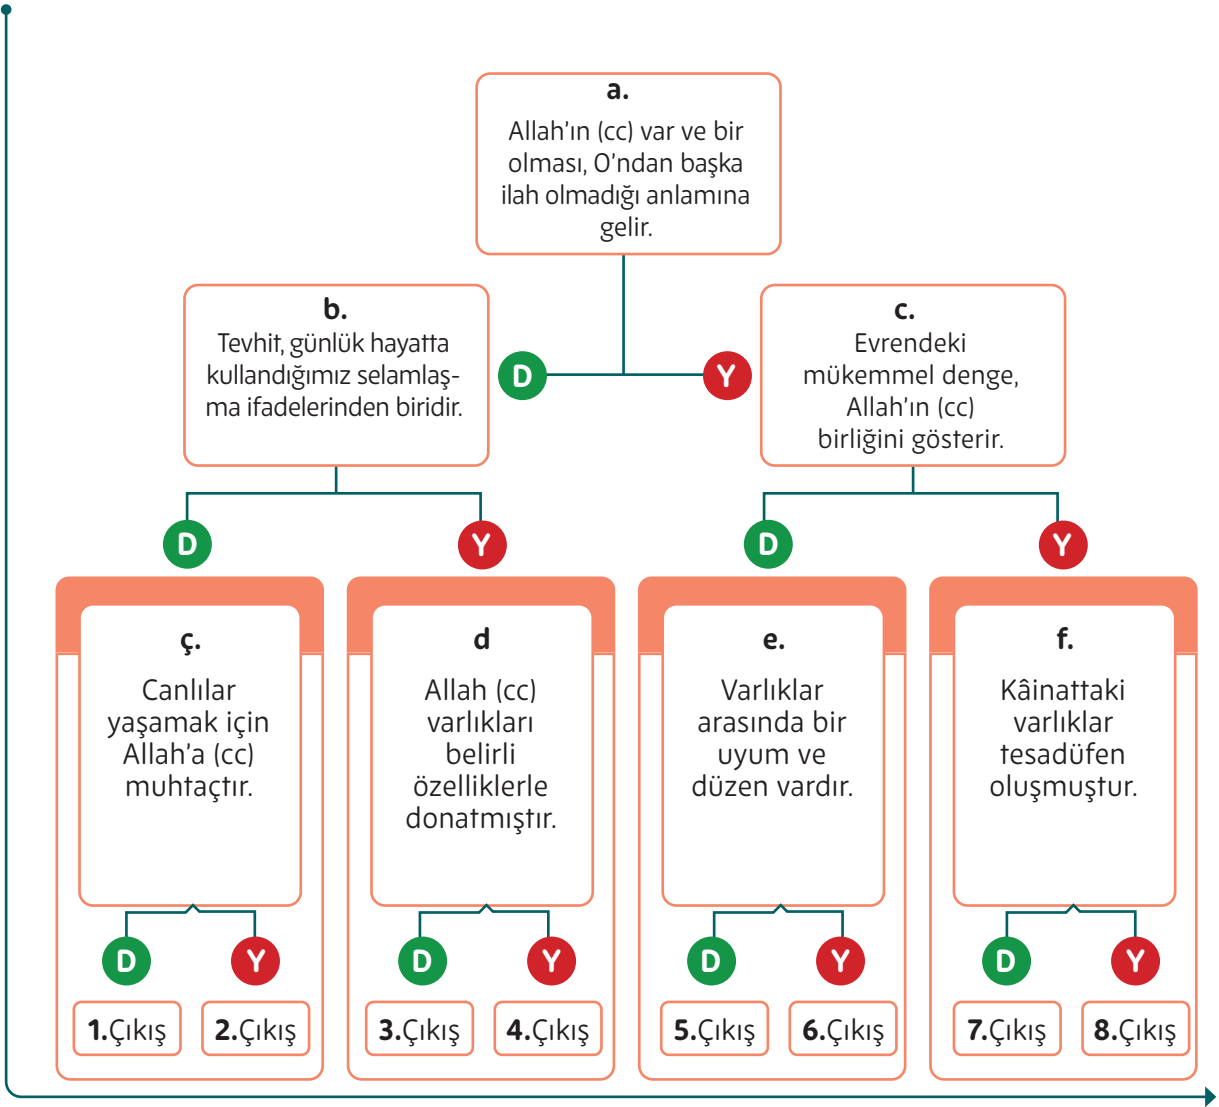 a.
Allah’ın (cc) var ve bir
olması, O’ndan başka
ilah olmadığı anlamına
gelir.
b.
Tevhit, günlük hayatta
kullandığımız selamlaş-
ma ifadelerinden biridir.
D
Y
c.
Evrendeki
mükemmel denge,
Allah’ın (cc)
birliğini gösterir.
D
Y
D
Y
ç.
Canlılar
yaşamak için
Allah’a (cc)
muhtaçtır.
d
Allah (cc)
varlıkları
belirli
özelliklerle
donatmıştır.
e.
Varlıklar
arasında bir
uyum ve
düzen vardır.
f.
Kâinattaki
varlıklar
tesadüfen
oluşmuştur.
D
Y
D
Y
D
Y
D
Y
1.Çıkış
2.Çıkış
3.Çıkış
4.Çıkış
5.Çıkış
6.Çıkış
7.Çıkış
8.Çıkış